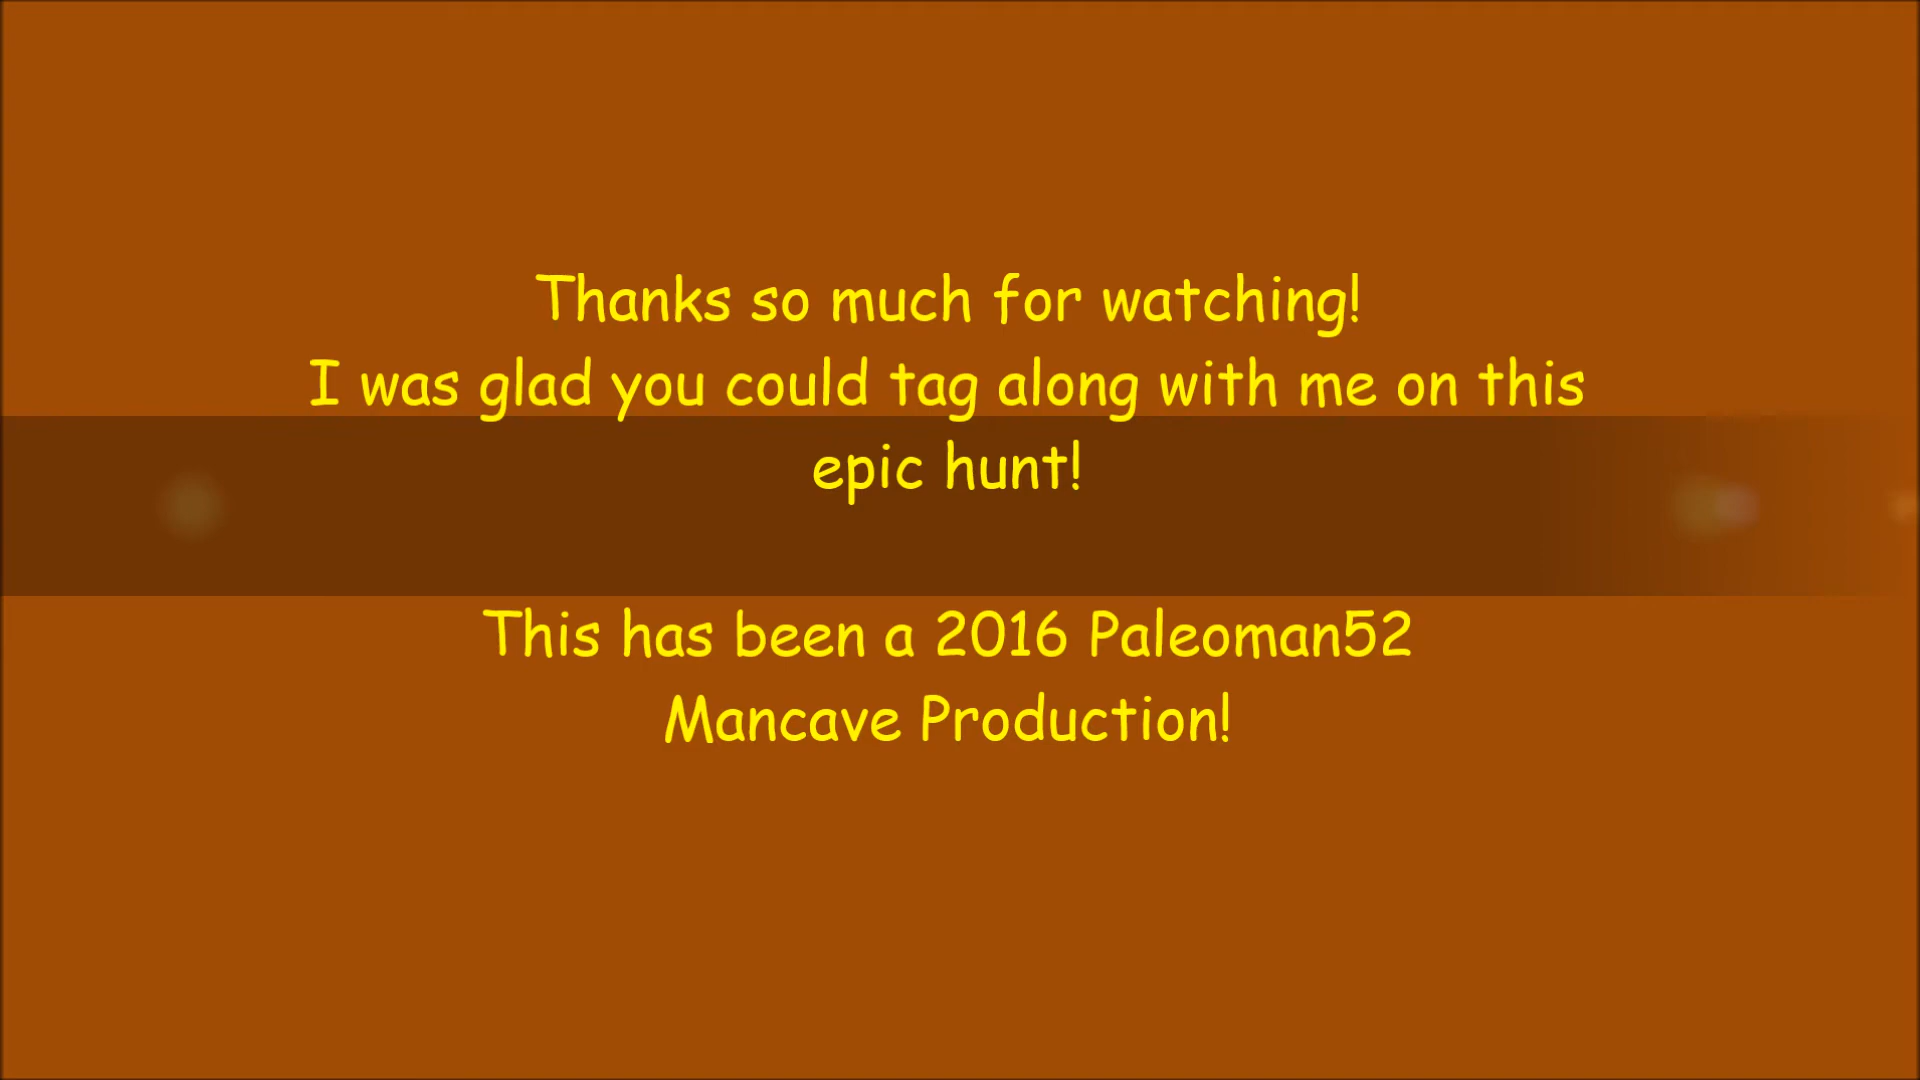 Thanks so much for watching!
I was glad you could tag along with me on this
epic hunt!
This has been a 2016 Paleoman52
Mancave Production!